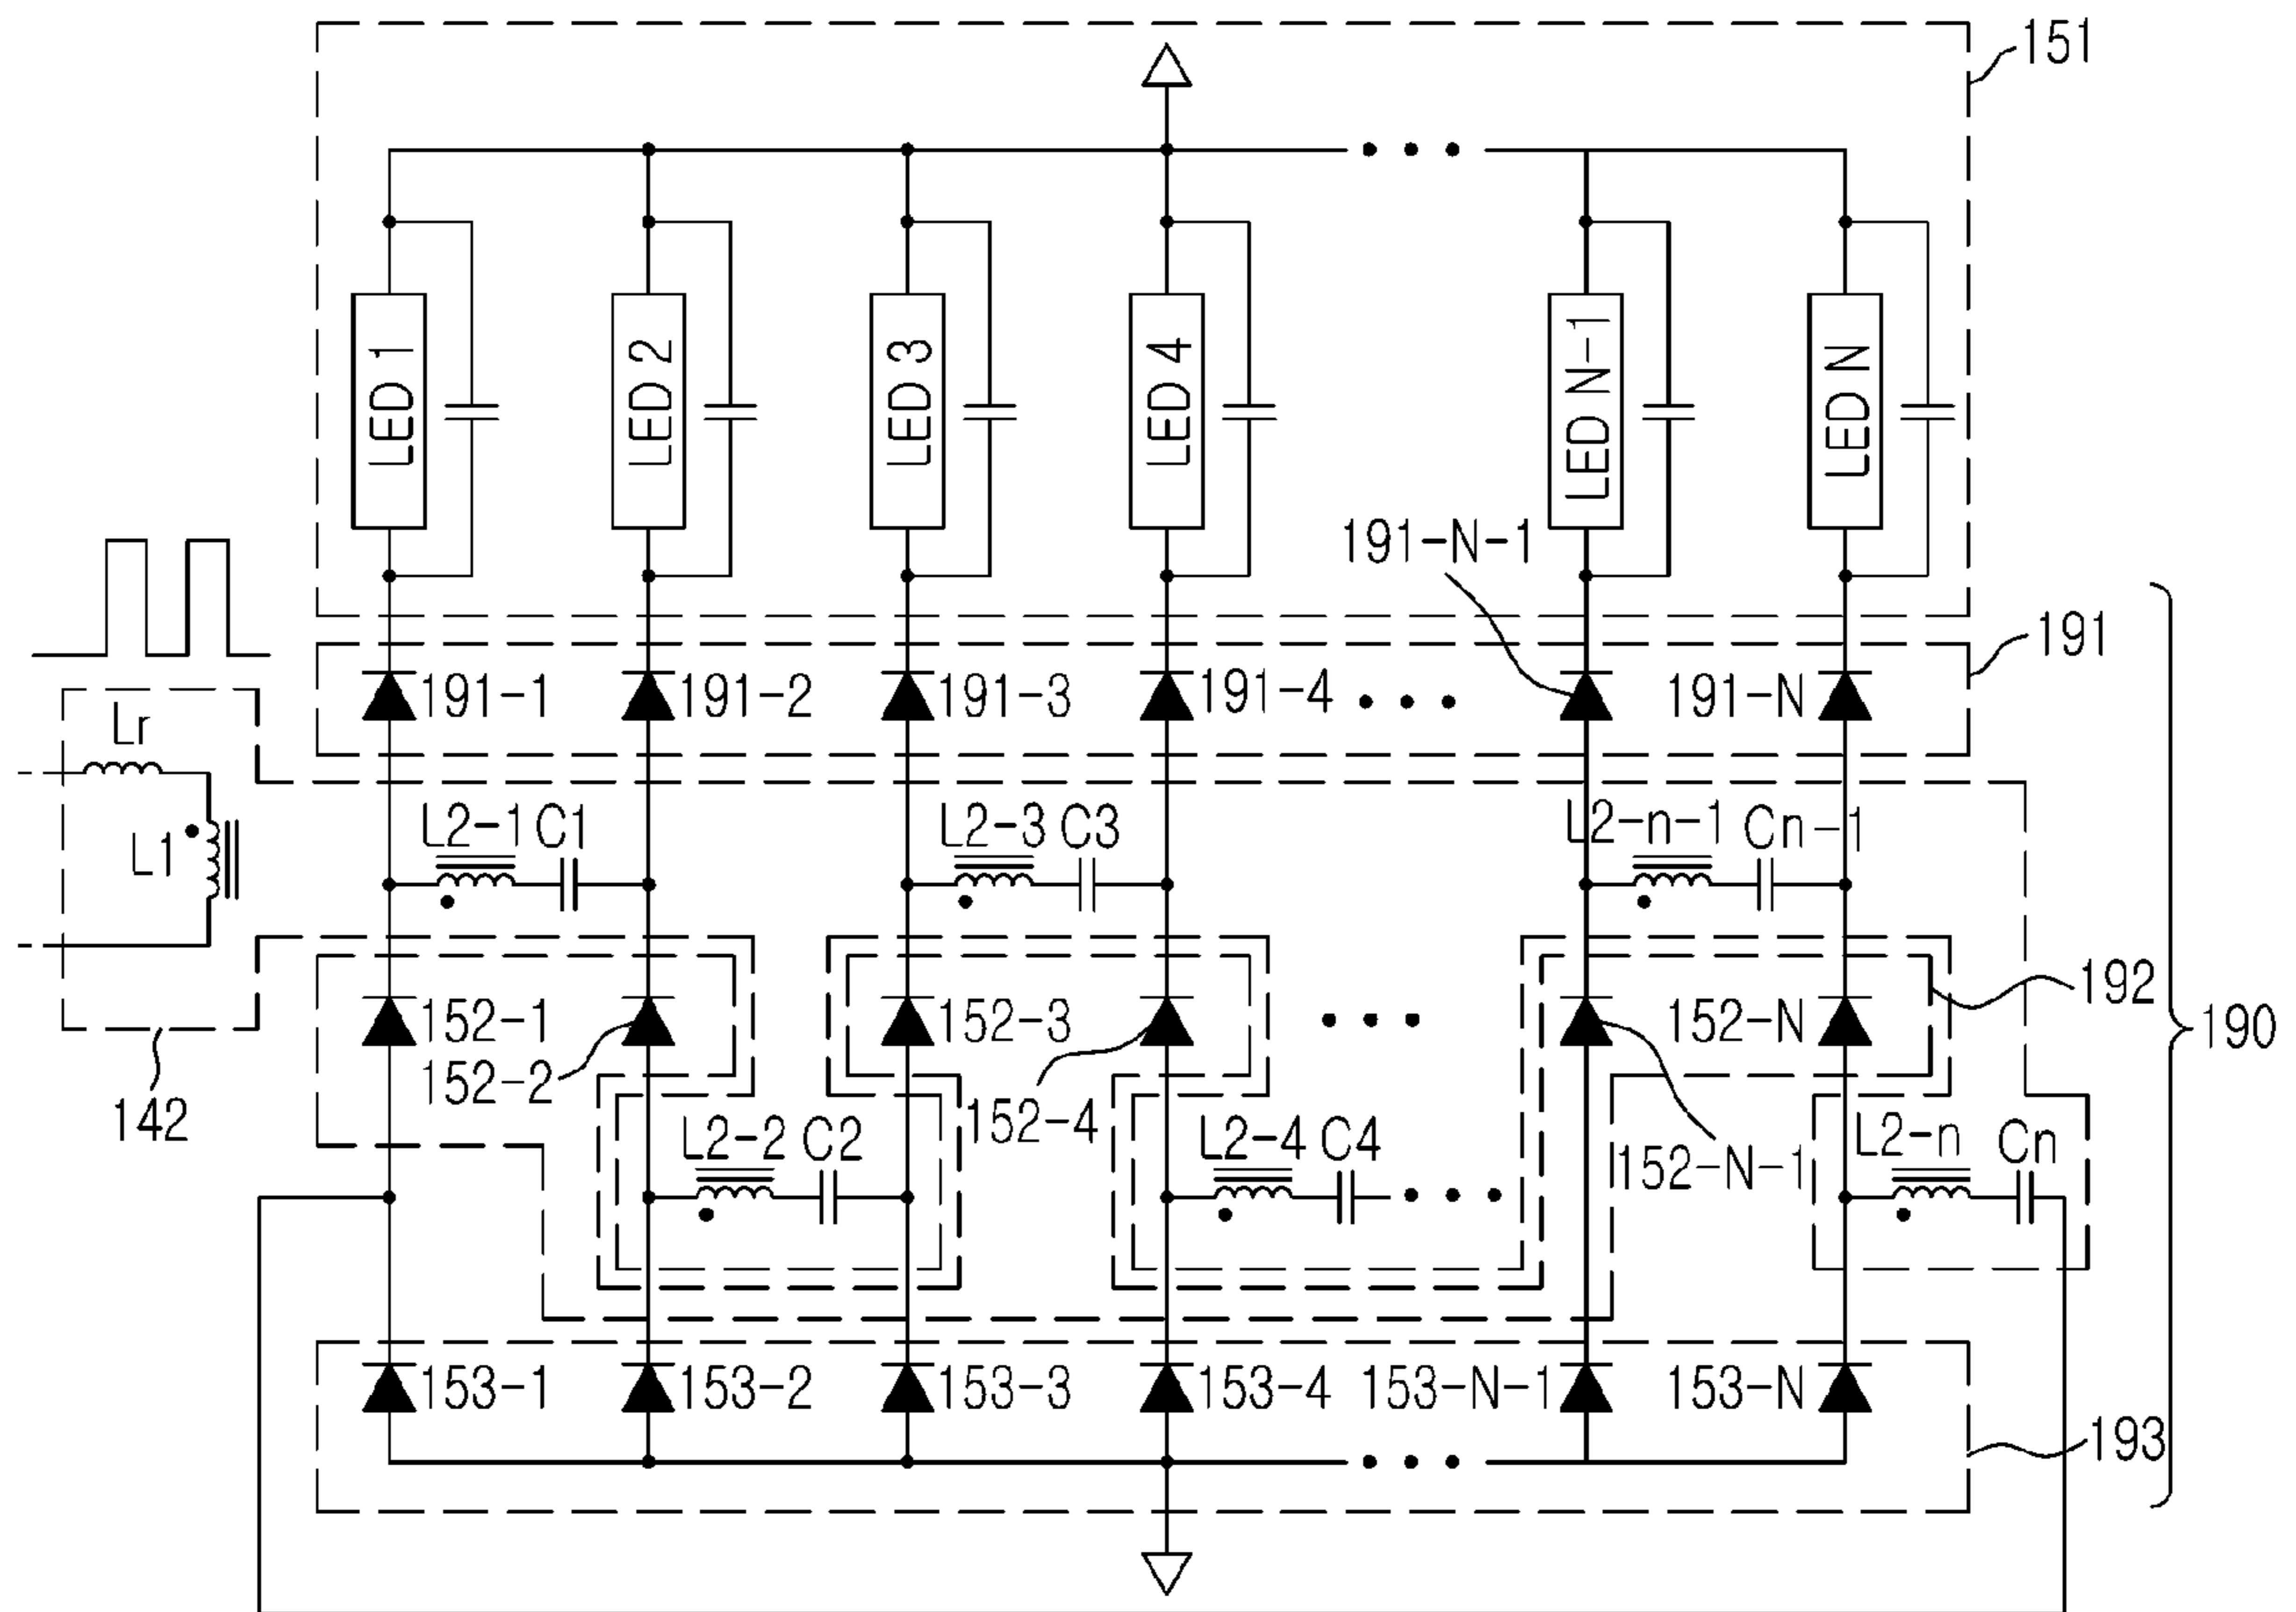 151
LED 1
LED 2
LED 3
LED 4
LED N-1
LED N
191-N-1
191
191-1
191-2
191-3
191-4
191-N
Lr
L1
L2-1 C1
L2-3 C3
L2-n-1 Cn-1
152-1
152-2
152-3
152-4
152-N
192
190
142
L2-2 C2
L2-4 C4
152-N-1
L2-n Cn
153-1
153-2
153-3
153-4
153-N-1
153-N
193